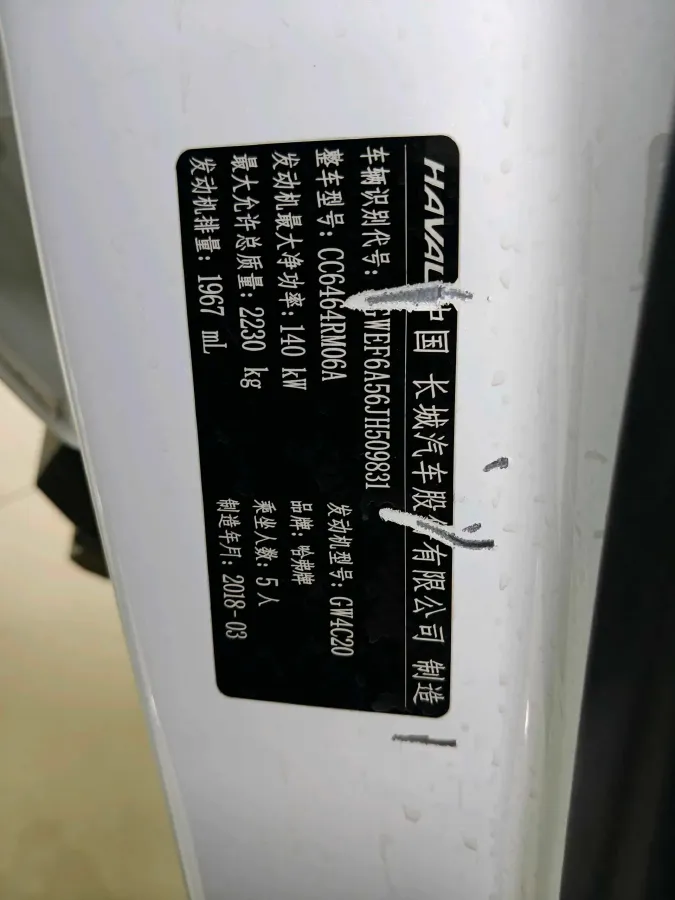 HAVAL 中国 长城汽车股份有限公司 制造
车辆识别代号: GWEF6A56JH509831
整车型号: CC6464RM06A 发动机型号: GW4C20
发动机最大净功率: 140 kW 品牌: 哈弗牌
最大允许总质量: 2230 kg 乘坐人数: 5 人
发动机排量: 1967 mL 制造年月: 2018-03